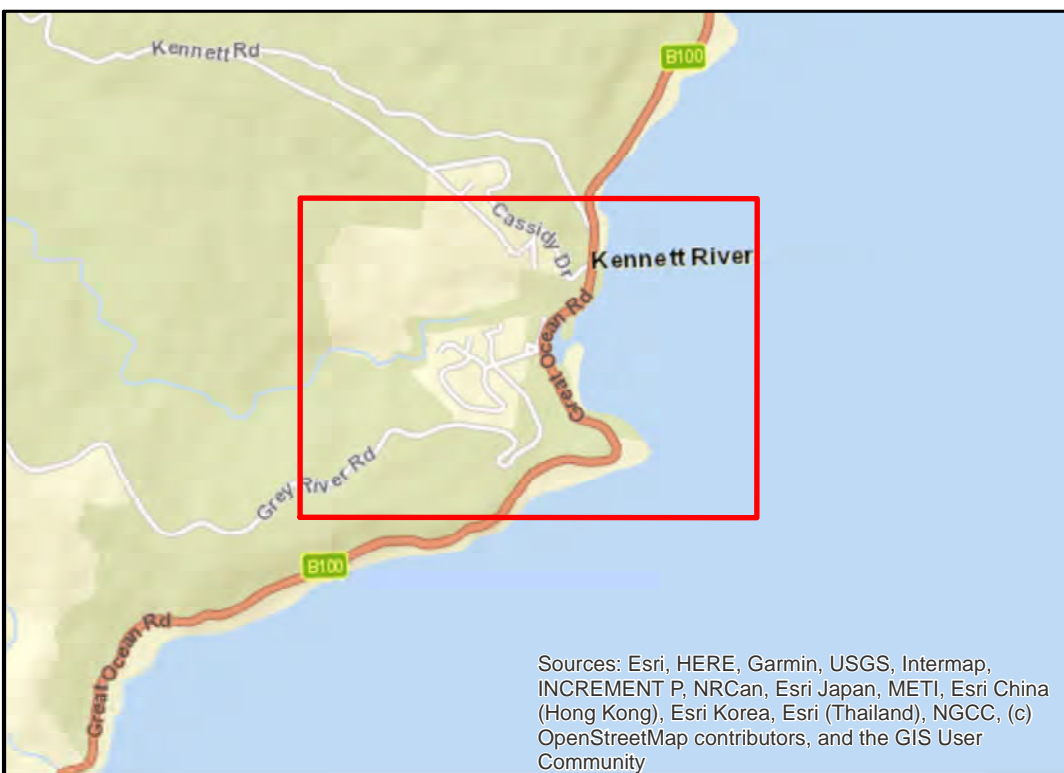 Kennett Rd
B100
Cassidy Dr
Kennett River
Great Ocean Rd
Grey River Rd
B100
Great Ocean Rd
Sources: Esri, HERE, Garmin, USGS, Intermap,
INCREMENT P, NRCan, Esri Japan, METI, Esri China
(Hong Kong), Esri Korea, Esri (Thailand), NGCC, (c)
OpenStreetMap contributors, and the GIS User
Community